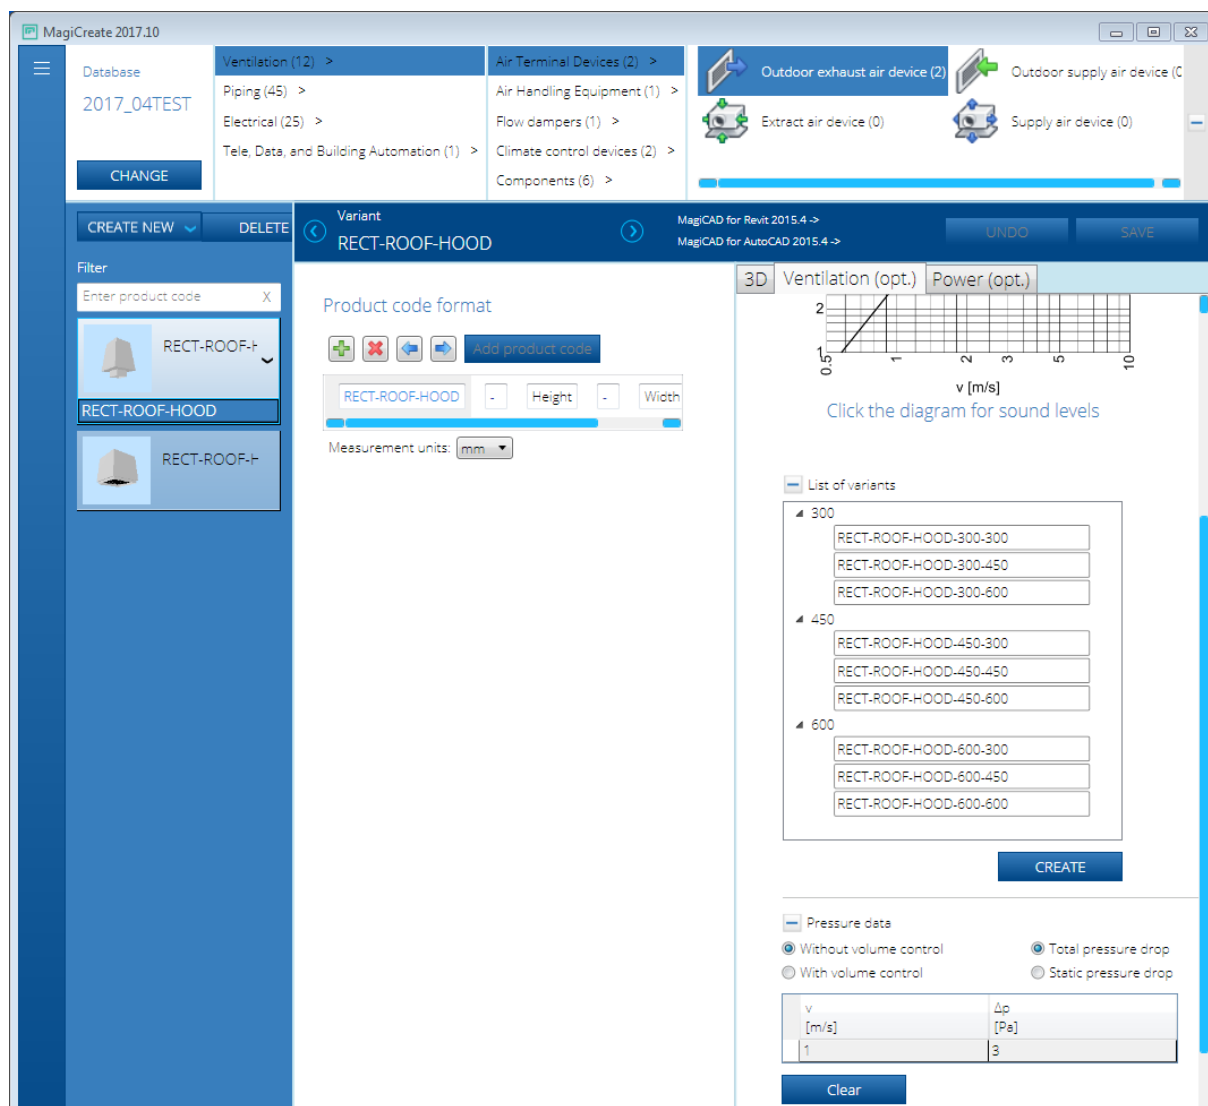 MagiCreate 2017.10
Database
2017_04TEST
CHANGE
Ventilation (12) >
Piping (45) >
Electrical (25) >
Tele, Data, and Building Automation (1) >
Air Terminal Devices (2) >
Air Handling Equipment (1) >
Flow dampers (1) >
Climate control devices (2) >
Components (6) >
Outdoor exhaust air device (2)
Outdoor supply air device (0
Extract air device (0)
Supply air device (0)
CREATE NEW
DELETE
Filter
Enter product code X
RECT-ROOF-H
RECT-ROOF-HOOD
RECT-ROOF-H
Variant
RECT-ROOF-HOOD
MagiCAD for Revit 2015.4 ->
MagiCAD for AutoCAD 2015.4 ->
UNDO
SAVE
Product code format
Add product code
RECT-ROOF-HOOD - Height - Width
Measurement units: mm
3D Ventilation (opt.) Power (opt.)
2
1
0.5 1 2 3 5 10
v [m/s]
Click the diagram for sound levels
List of variants
300
RECT-ROOF-HOOD-300-300
RECT-ROOF-HOOD-300-450
RECT-ROOF-HOOD-300-600
450
RECT-ROOF-HOOD-450-300
RECT-ROOF-HOOD-450-450
RECT-ROOF-HOOD-450-600
600
RECT-ROOF-HOOD-600-300
RECT-ROOF-HOOD-600-450
RECT-ROOF-HOOD-600-600
CREATE
Pressure data
Without volume control Total pressure drop
With volume control Static pressure drop
v Δp
[m/s] [Pa]
1 3
Clear